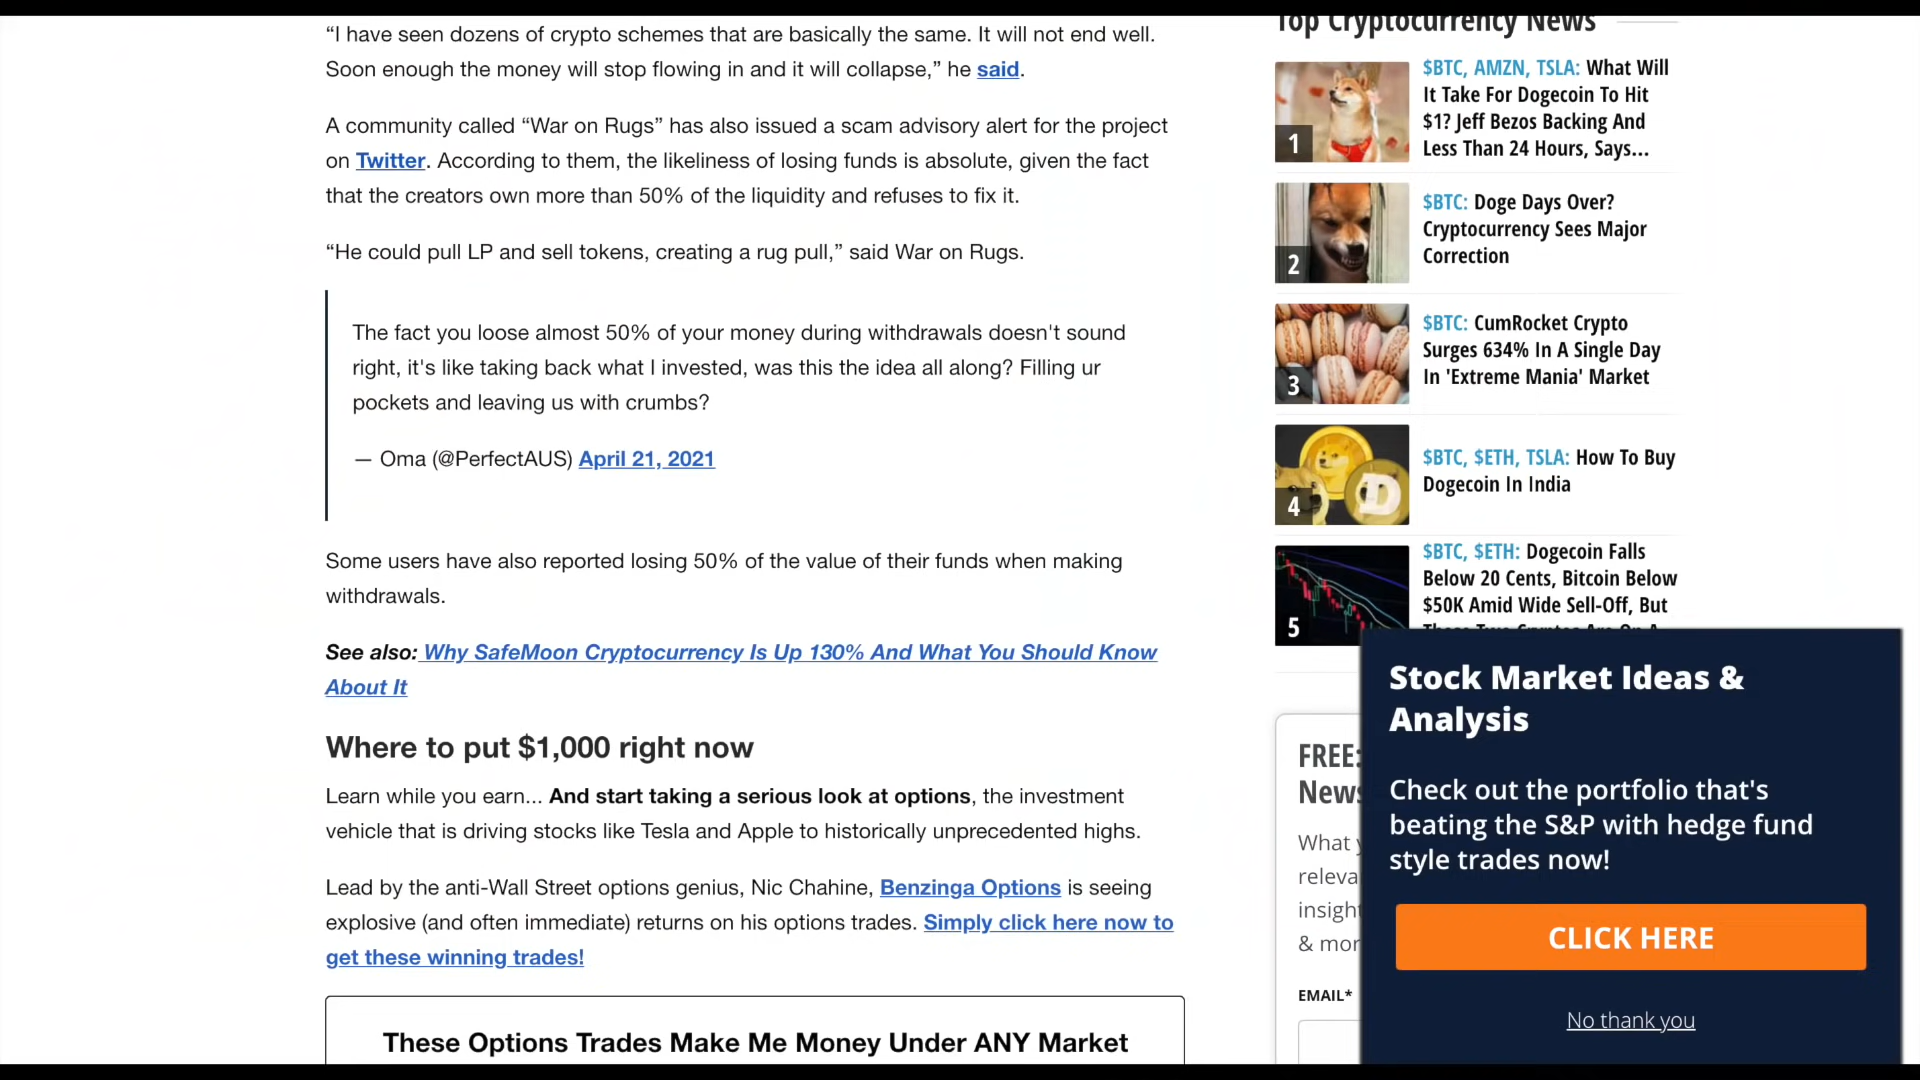 “I have seen dozens of crypto schemes that are basically the same. It will not end well.
Soon enough the money will stop flowing in and it will collapse,” he said.
A community called “War on Rugs” has also issued a scam advisory alert for the project
on Twitter. According to them, the likeliness of losing funds is absolute, given the fact
that the creators own more than 50% of the liquidity and refuses to fix it.
“He could pull LP and sell tokens, creating a rug pull,” said War on Rugs.
The fact you loose almost 50% of your money during withdrawals doesn't sound
right, it's like taking back what I invested, was this the idea all along? Filling ur
pockets and leaving us with crumbs?
— Oma (@PerfectAUS) April 21, 2021
Some users have also reported losing 50% of the value of their funds when making
withdrawals.
See also: Why SafeMoon Cryptocurrency Is Up 130% And What You Should Know
About It
Where to put $1,000 right now
Learn while you earn... And start taking a serious look at options, the investment
vehicle that is driving stocks like Tesla and Apple to historically unprecedented highs.
Lead by the anti-Wall Street options genius, Nic Chahine, Benzinga Options is seeing
explosive (and often immediate) returns on his options trades. Simply click here now to
get these winning trades!
These Options Trades Make Me Money Under ANY Market
Top Cryptocurrency News
1
$BTC, AMZN, TSLA: What Will
It Take For Dogecoin To Hit
$1? Jeff Bezos Backing And
Less Than 24 Hours, Says...
2
$BTC: Doge Days Over?
Cryptocurrency Sees Major
Correction
3
$BTC: CumRocket Crypto
Surges 634% In A Single Day
In 'Extreme Mania' Market
4
$BTC, $ETH, TSLA: How To Buy
Dogecoin In India
5
$BTC, $ETH: Dogecoin Falls
Below 20 Cents, Bitcoin Below
$50K Amid Wide Sell-Off, But
These Two Cryptos Are On A
FREE:
News
What
releva
insight
& mor
EMAIL*
Stock Market Ideas &
Analysis
Check out the portfolio that's
beating the S&P with hedge fund
style trades now!
CLICK HERE
No thank you